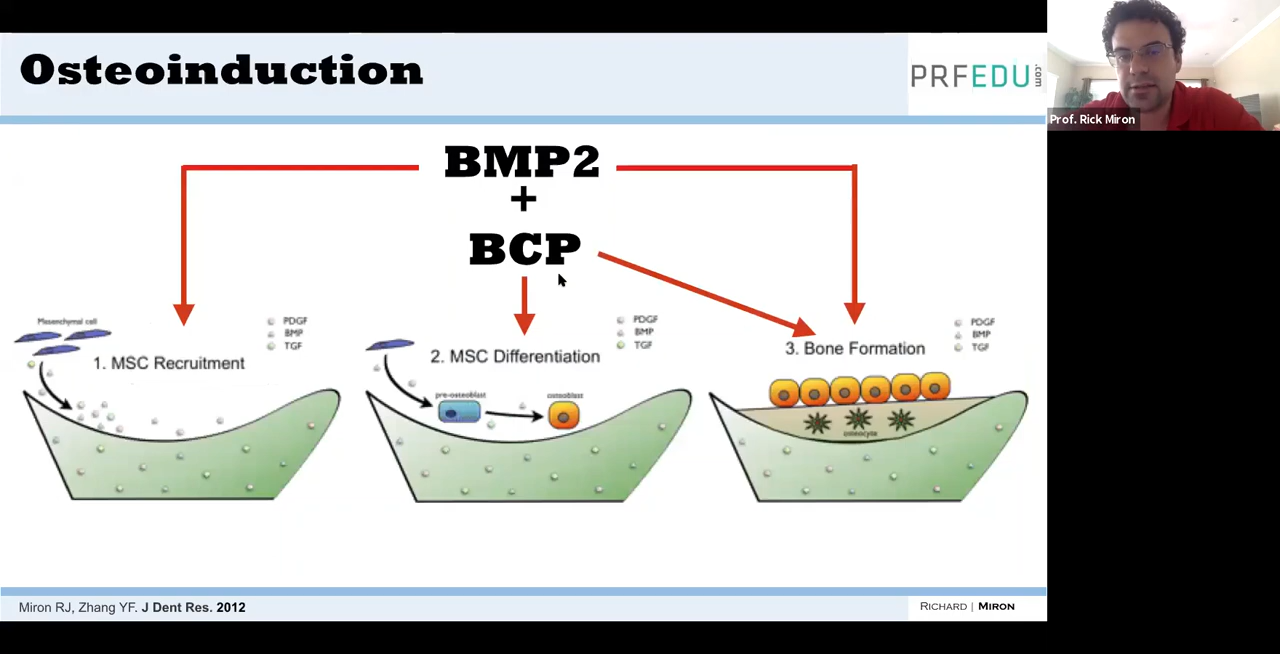 Osteoinduction
PRFEDU.com
Prof. Rick Miron
BMP2
+
BCP
Mesenchymal cell
PDGF
BMP
TGF
1. MSC Recruitment
PDGF
BMP
TGF
2. MSC Differentiation
pre-osteoblast
osteoblast
PDGF
BMP
TGF
3. Bone Formation
osteocyte
Miron RJ, Zhang YF. J Dent Res. 2012
RICHARD | MIRON